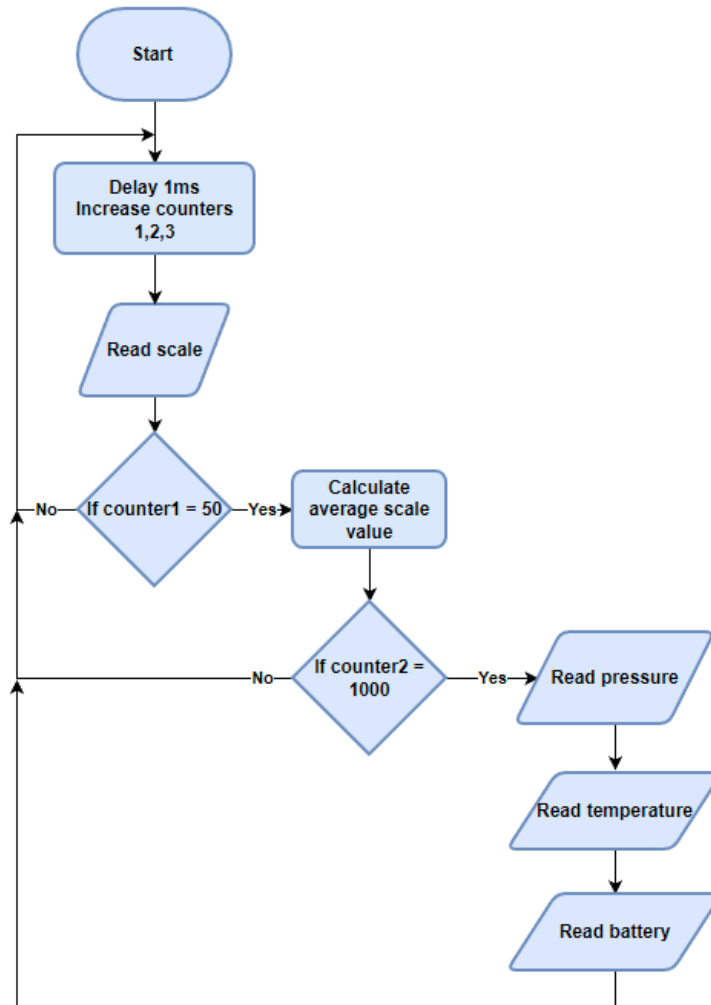 Start
Delay 1ms
Increase counters
1,2,3
Read scale
No
If counter1 = 50
Yes
Calculate
average scale
value
No
If counter2 =
1000
Yes
Read pressure
Read temperature
Read battery